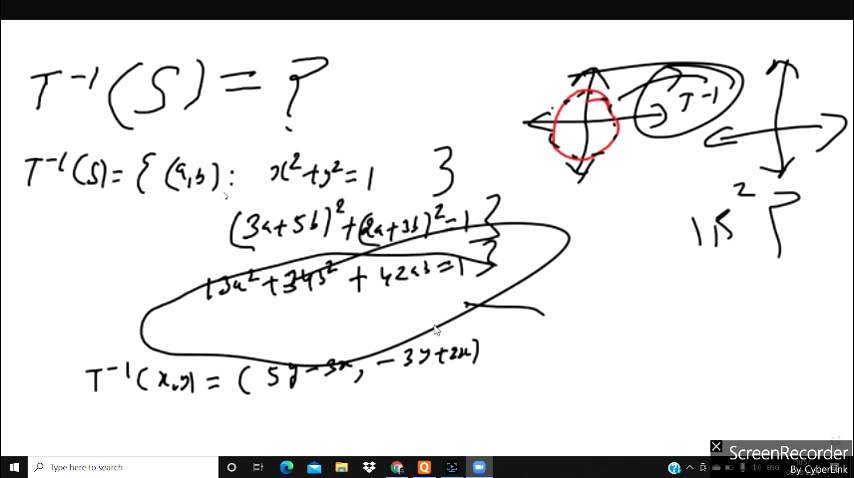 T⁻¹(S) = ?
T⁻¹
T⁻¹(S) = { (a,b) : x² + y² = 1 }
(3a+5b)² + (2a+3b)² = 1 }
13a² + 34b² + 42ab = 1 }
T⁻¹(x,y) = ( 5y - 3x, - 3y + 2x )
Type here to search
ENG
ScreenRecorder
By CyberLink